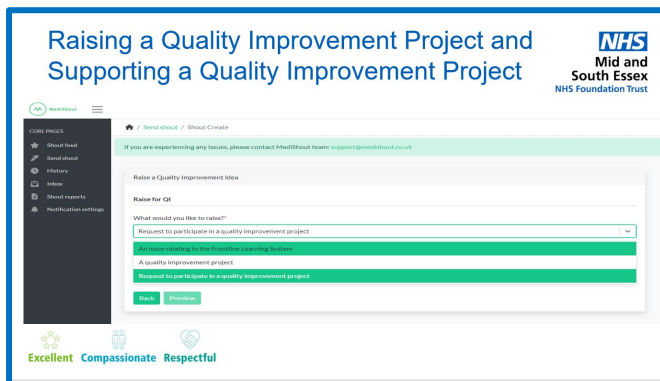 Raising a Quality Improvement Project and
Supporting a Quality Improvement Project
NHS
Mid and
South Essex
NHS Foundation Trust
MediShout
CORE PAGES
Shout feed
Send shout
History
Inbox
Shout reports
Notification settings
/ Send shout / Shout Create
If you are experiencing any issues, please contact MediShout team: support@medishout.co.uk
Raise a Quality Improvement Idea
Raise for QI
What would you like to raise?*
Request to participate in a quality improvement project
An issue relating to the Frontline Learning System
A quality improvement project
Request to participate in a quality improvement project
Back Preview
Excellent Compassionate Respectful